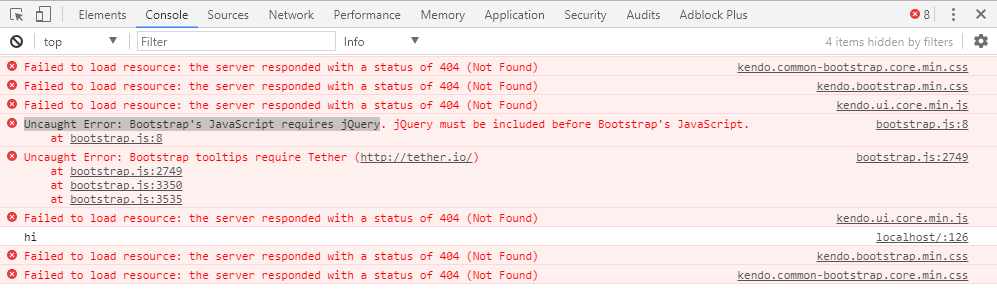 Elements Console Sources Network Performance Memory Application Security Audits Adblock Plus 8
top Filter Info 4 items hidden by filters
Failed to load resource: the server responded with a status of 404 (Not Found) kendo.common-bootstrap.core.min.css
Failed to load resource: the server responded with a status of 404 (Not Found) kendo.bootstrap.min.css
Failed to load resource: the server responded with a status of 404 (Not Found) kendo.ui.core.min.js
Uncaught Error: Bootstrap's JavaScript requires jQuery. jQuery must be included before Bootstrap's JavaScript. bootstrap.js:8
at bootstrap.js:8
Uncaught Error: Bootstrap tooltips require Tether (http://tether.io/) bootstrap.js:2749
at bootstrap.js:2749
at bootstrap.js:3350
at bootstrap.js:3535
Failed to load resource: the server responded with a status of 404 (Not Found) kendo.ui.core.min.js
hi localhost/:126
Failed to load resource: the server responded with a status of 404 (Not Found) kendo.bootstrap.min.css
Failed to load resource: the server responded with a status of 404 (Not Found) kendo.common-bootstrap.core.min.css